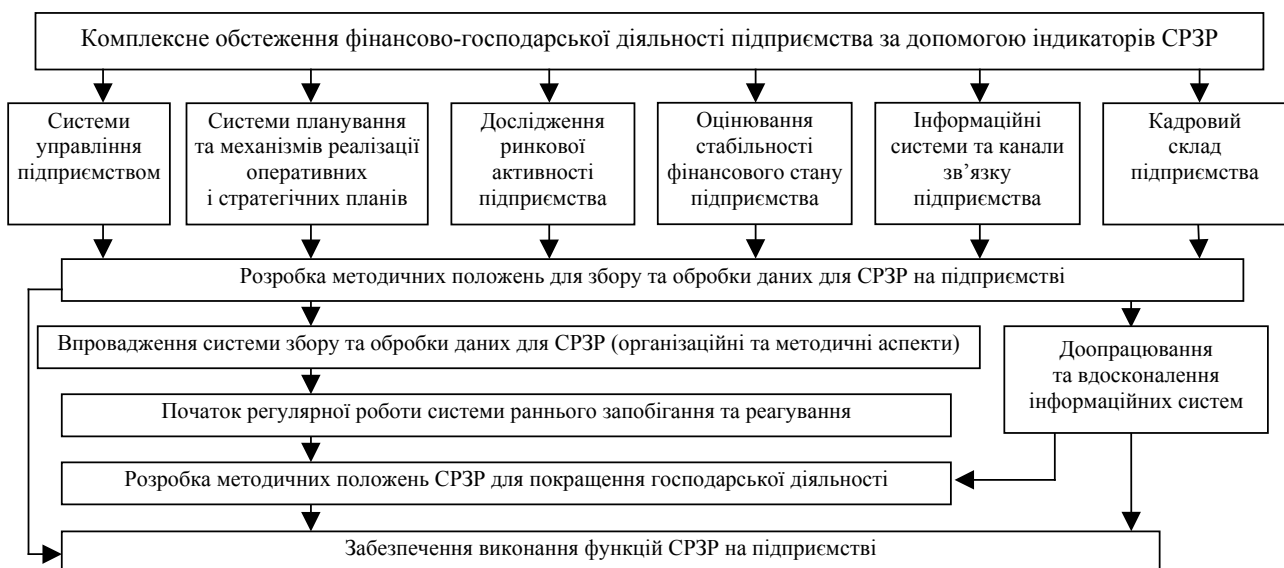 Комплексне обстеження фінансово-господарської діяльності підприємства за допомогою індикаторів СРЗР
Системи
управління
підприємством
Системи планування
та механізмів реалізації
оперативних
і стратегічних планів
Дослідження
ринкової
активності
підприємства
Оцінювання
стабільності
фінансового стану
підприємства
Інформаційні
системи та канали
зв’язку
підприємства
Кадровий
склад
підприємства
Розробка методичних положень для збору та обробки даних для СРЗР на підприємстві
Впровадження системи збору та обробки даних для СРЗР (організаційні та методичні аспекти)
Доопрацювання
та вдосконалення
інформаційних систем
Початок регулярної роботи системи раннього запобігання та реагування
Розробка методичних положень СРЗР для покращення господарської діяльності
Забезпечення виконання функцій СРЗР на підприємстві